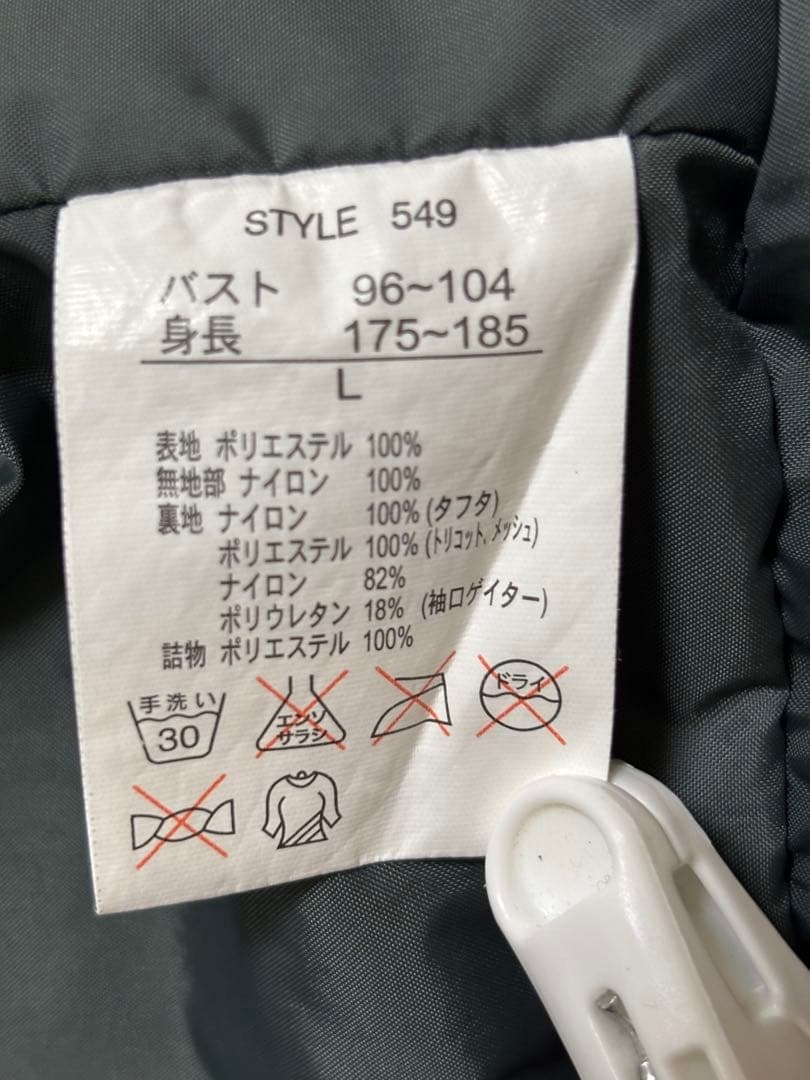 STYLE 549
バスト 96~104
身長 175~185
L
表地 ポリエステル 100%
無地部 ナイロン 100%
裏地 ナイロン 100% (タフタ)
ポリエステル 100% (トリコット、メッシュ)
ナイロン 82%
ポリウレタン 18% (袖口ゲイター)
詰物 ポリエステル 100%
手洗い
30
エンソ
サラシ
ドライ